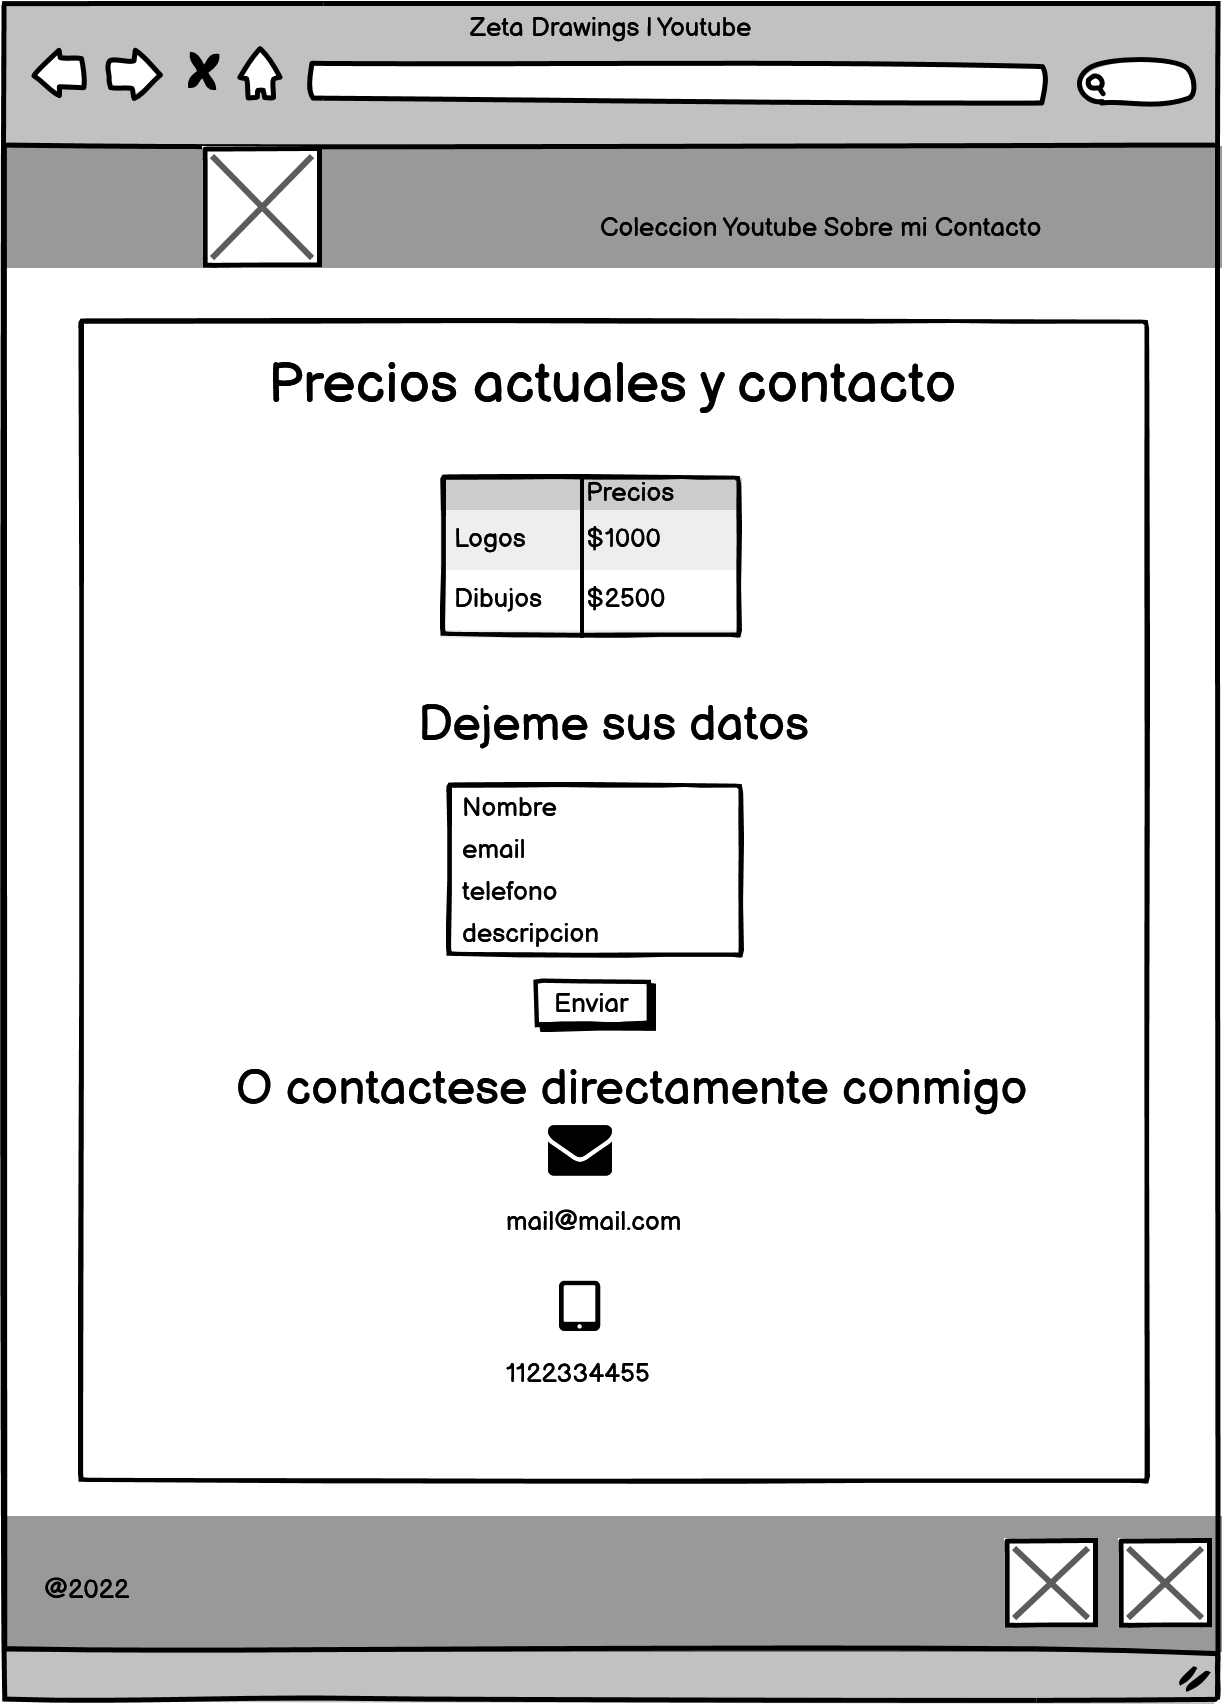 Zeta Drawings | Youtube
Coleccion Youtube Sobre mi Contacto
Precios actuales y contacto
Precios
Logos $1000
Dibujos $2500
Dejeme sus datos
Nombre
email
telefono
descripcion
Enviar
O contactese directamente conmigo
mail@mail.com
1122334455
@2022